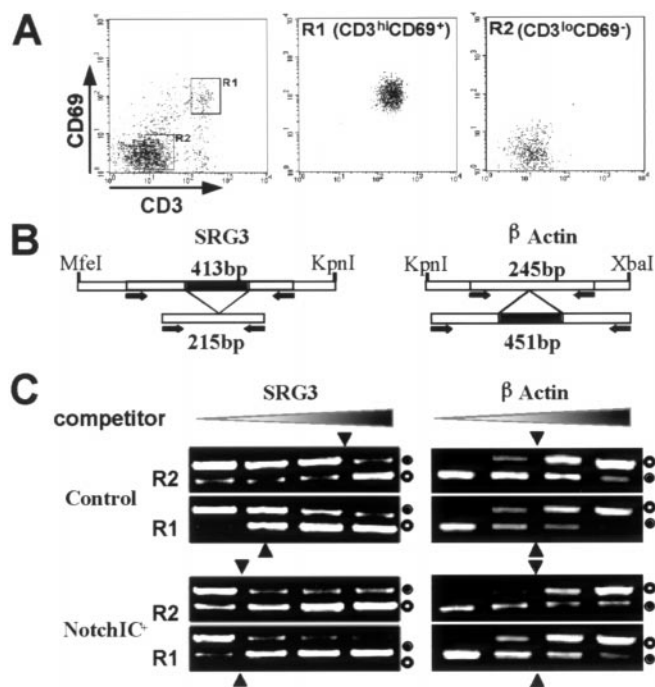 A
R1 (CD3hiCD69+)
R2 (CD3loCD69-)
R1
R2
CD69
CD3
B
SRG3
β Actin
MfeI
413bp
KpnI
KpnI
245bp
XbaI
215bp
451bp
C
SRG3
β Actin
competitor
R2
Control
R1
R2
NotchIC+
R1